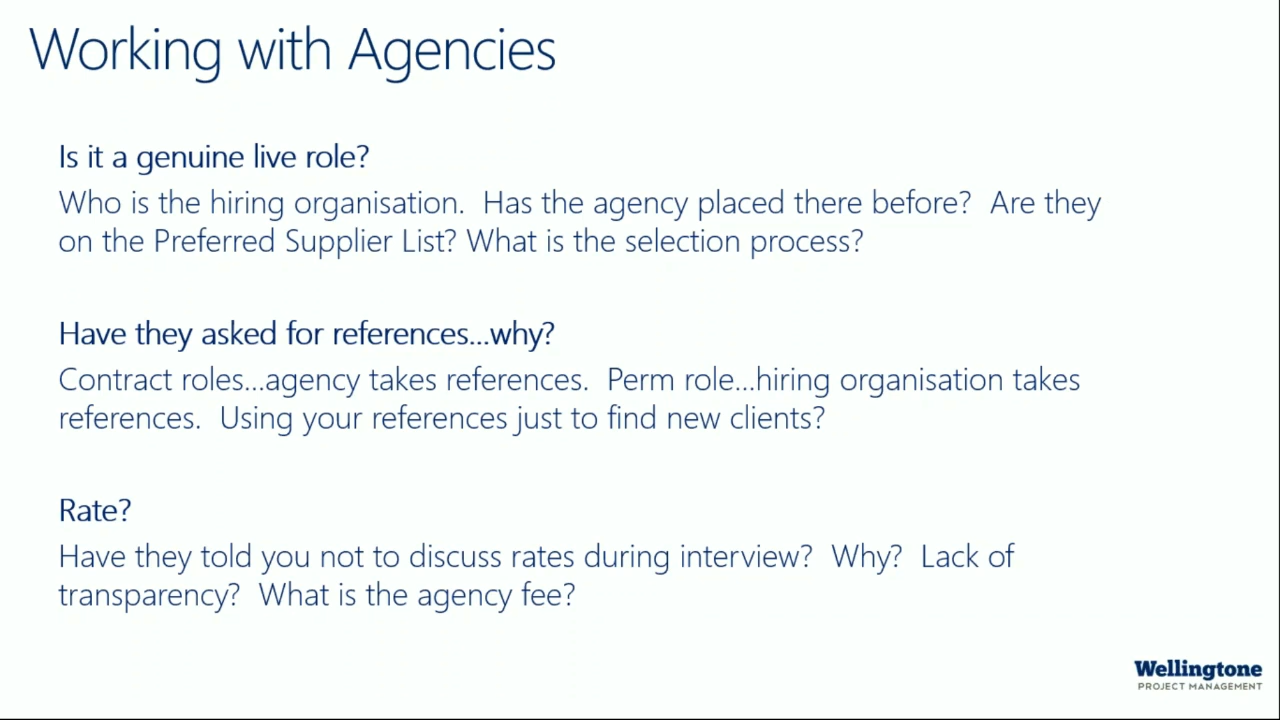 Working with Agencies
Is it a genuine live role?
Who is the hiring organisation.  Has the agency placed there before?  Are they
on the Preferred Supplier List? What is the selection process?
Have they asked for references...why?
Contract roles...agency takes references.  Perm role...hiring organisation takes
references.  Using your references just to find new clients?
Rate?
Have they told you not to discuss rates during interview?  Why?  Lack of
transparency?  What is the agency fee?
Wellingtone
PROJECT MANAGEMENT